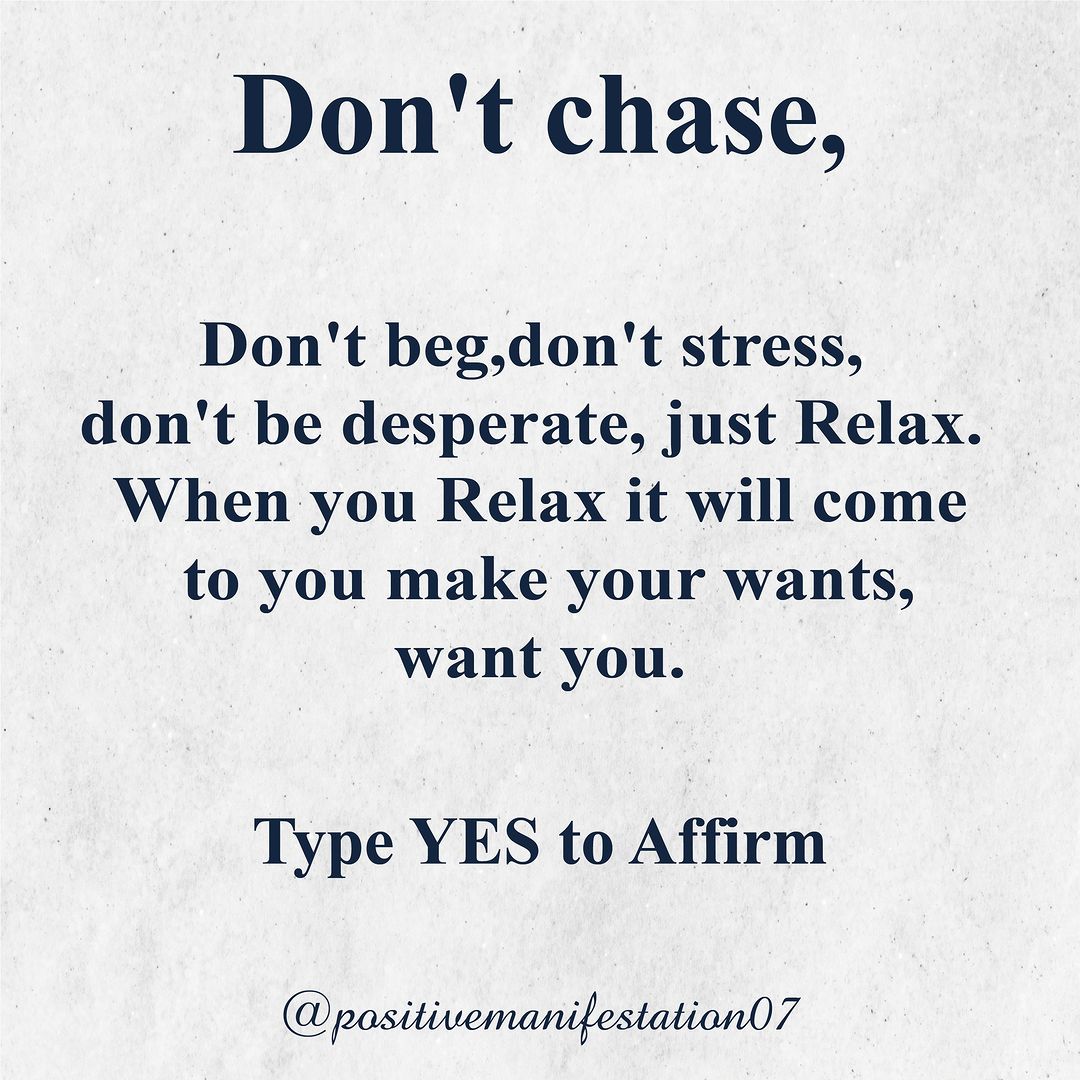 Don't chase,
Don't beg,don't stress,
don't be desperate, just Relax.
When you Relax it will come
to you make your wants,
want you.
Type YES to Affirm
@positivemanifestation07